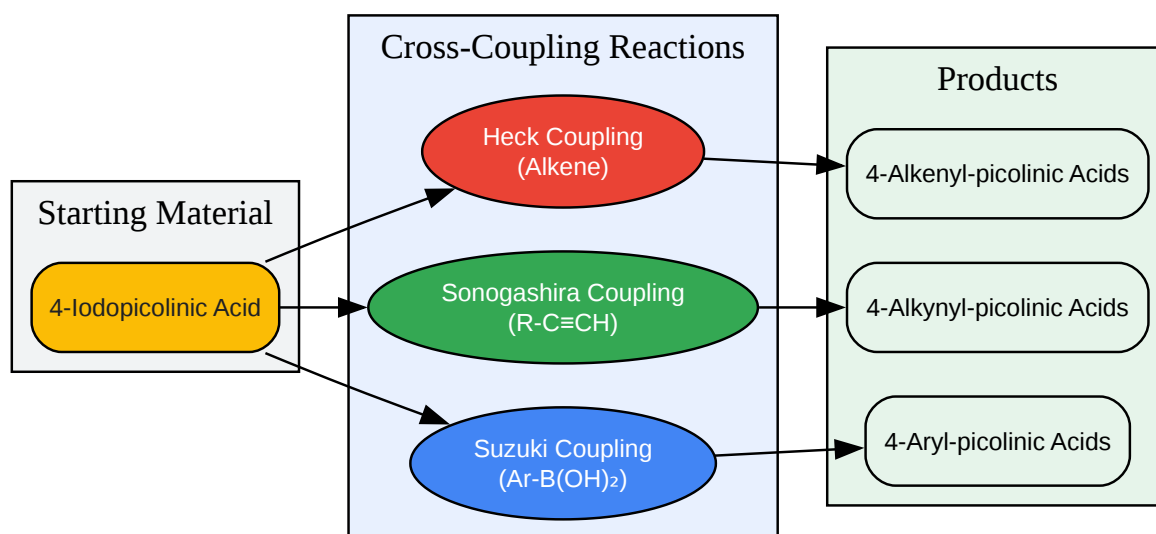 Starting Material
4-Iodopicolinic Acid
Cross-Coupling Reactions
Heck Coupling
(Alkene)
Sonogashira Coupling
(R-C≡CH)
Suzuki Coupling
(Ar-B(OH)₂)
Products
4-Alkenyl-picolinic Acids
4-Alkynyl-picolinic Acids
4-Aryl-picolinic Acids